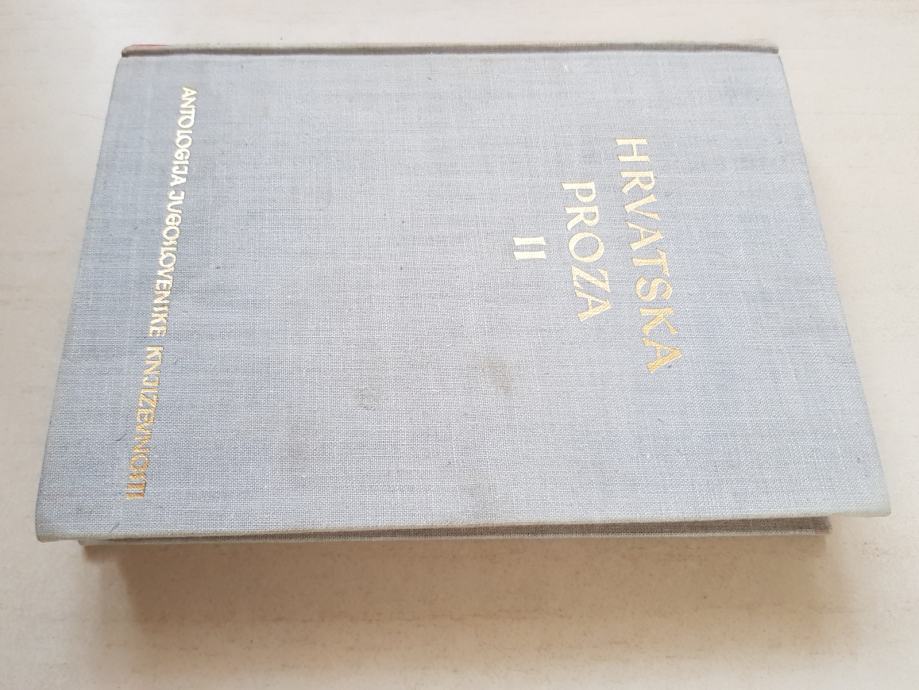 HRVATSKA
PROZA
II
ANTOLOGIJA JUGOSLOVENSKE KNJIŽEVNOSTI